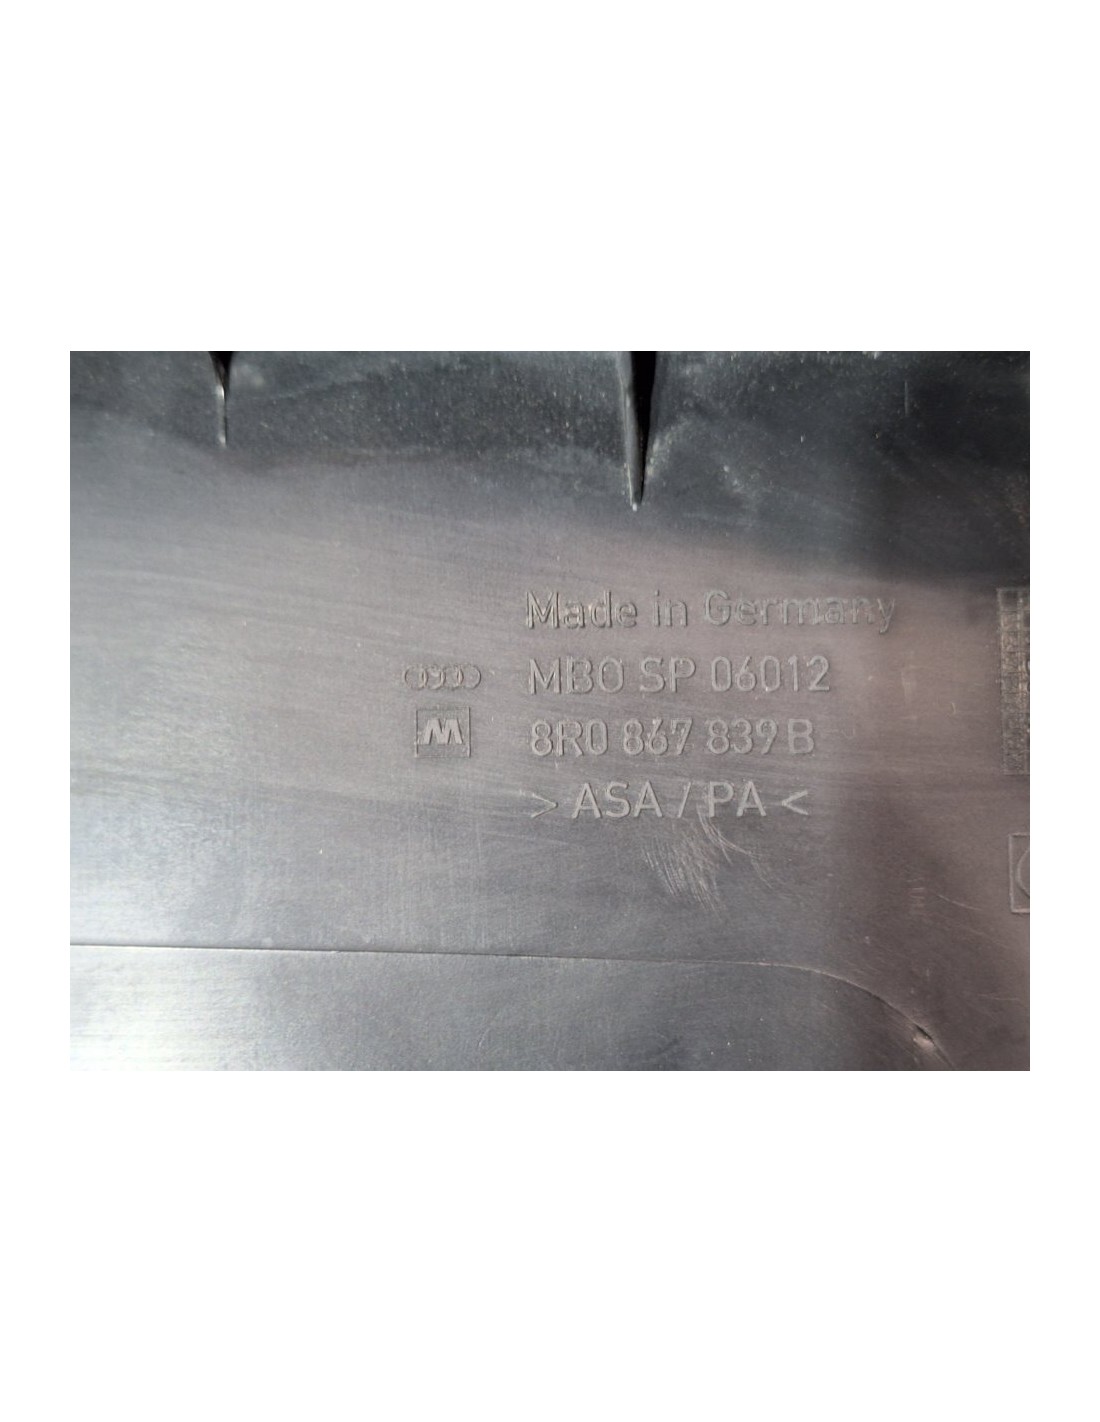 Made in Germany
MBO SP 06012
8R0 867 839 B
> ASA / PA <